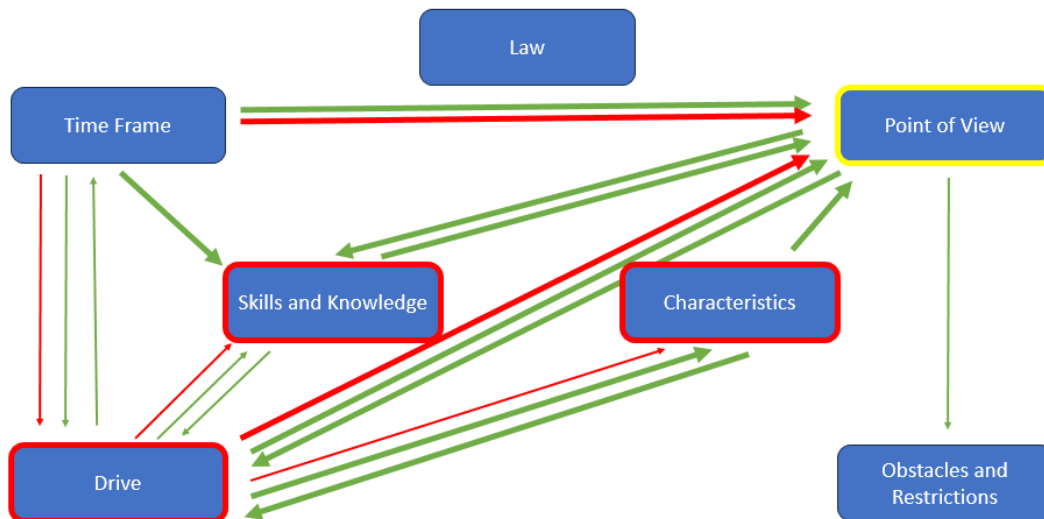 Law
Time Frame
Point of View
Skills and Knowledge
Characteristics
Drive
Obstacles and
Restrictions